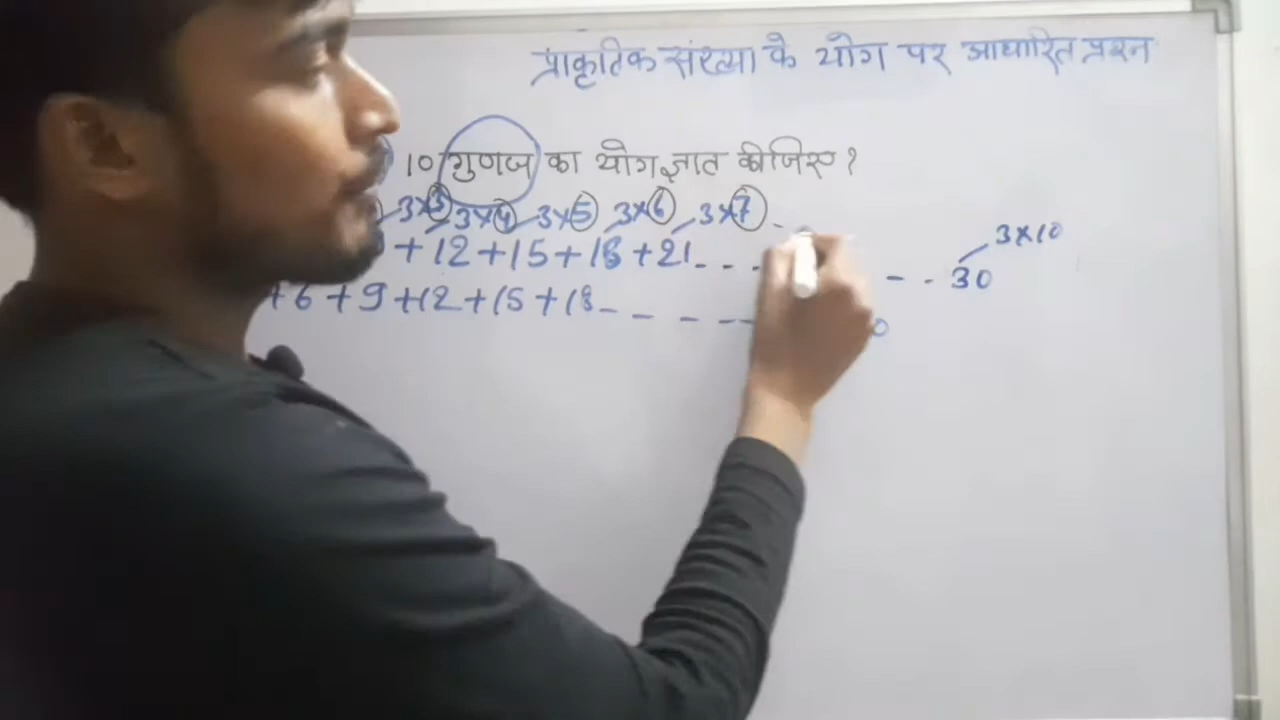 प्राकृतिक संख्या के योग पर आधारित प्रश्न
10 गुणज का योग ज्ञात कीजिए ?
3×3 3×4 3×5 3×6 3×7 - 3×10
+12+15+18+21 - - - - - 30
+6+9+12+15+18 - - - - - 0